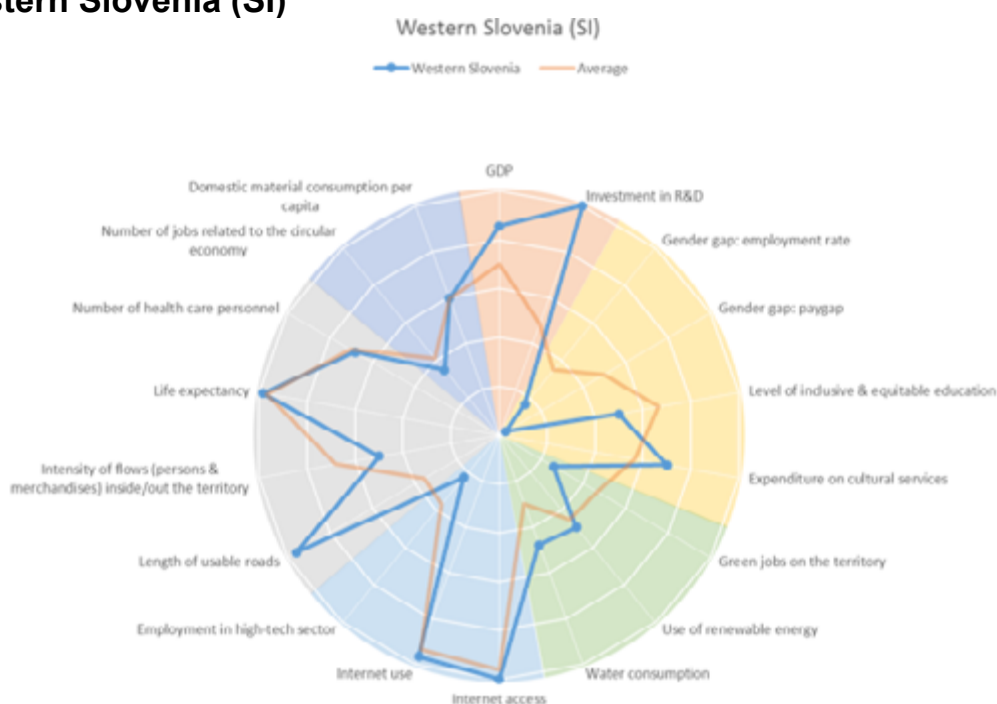 stern Slovenia (SI)
Western Slovenia (SI)
Western Slovenia
Average
GDP
Investment in R&D
Gender gap: employment rate
Gender gap: paygap
Level of inclusive & equitable education
Expenditure on cultural services
Green jobs on the territory
Use of renewable energy
Water consumption
Internet access
Internet use
Employment in high-tech sector
Length of usable roads
Intensity of flows (persons &
merchandises) inside/out the territory
Life expectancy
Number of health care personnel
Number of jobs related to the circular
economy
Domestic material consumption per
capita